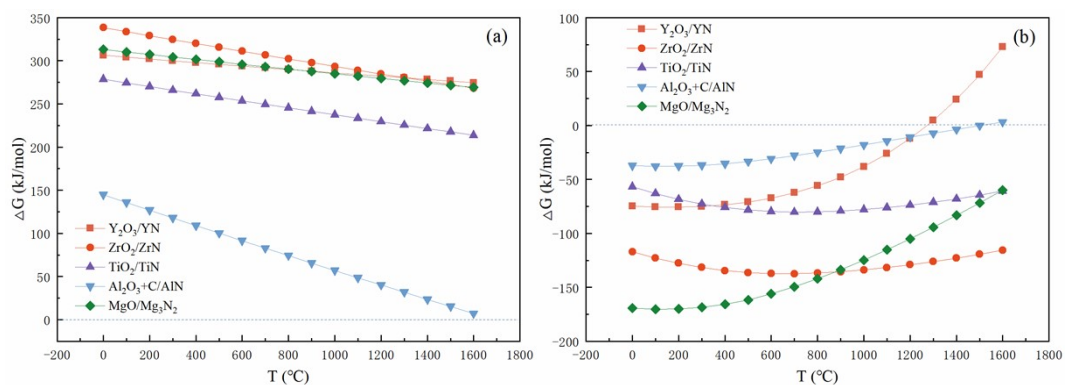 (a)
△G (kJ/mol)
350
300
250
200
150
100
50
0
Y₂O₃/YN
ZrO₂/ZrN
TiO₂/TiN
Al₂O₃+C/AlN
MgO/Mg₃N₂
-200 0 200 400 600 800 1000 1200 1400 1600 1800
T (℃)
(b)
△G (kJ/mol)
100
50
0
-50
-100
-150
-200
Y₂O₃/YN
ZrO₂/ZrN
TiO₂/TiN
Al₂O₃+C/AlN
MgO/Mg₃N₂
-200 0 200 400 600 800 1000 1200 1400 1600 1800
T (℃)